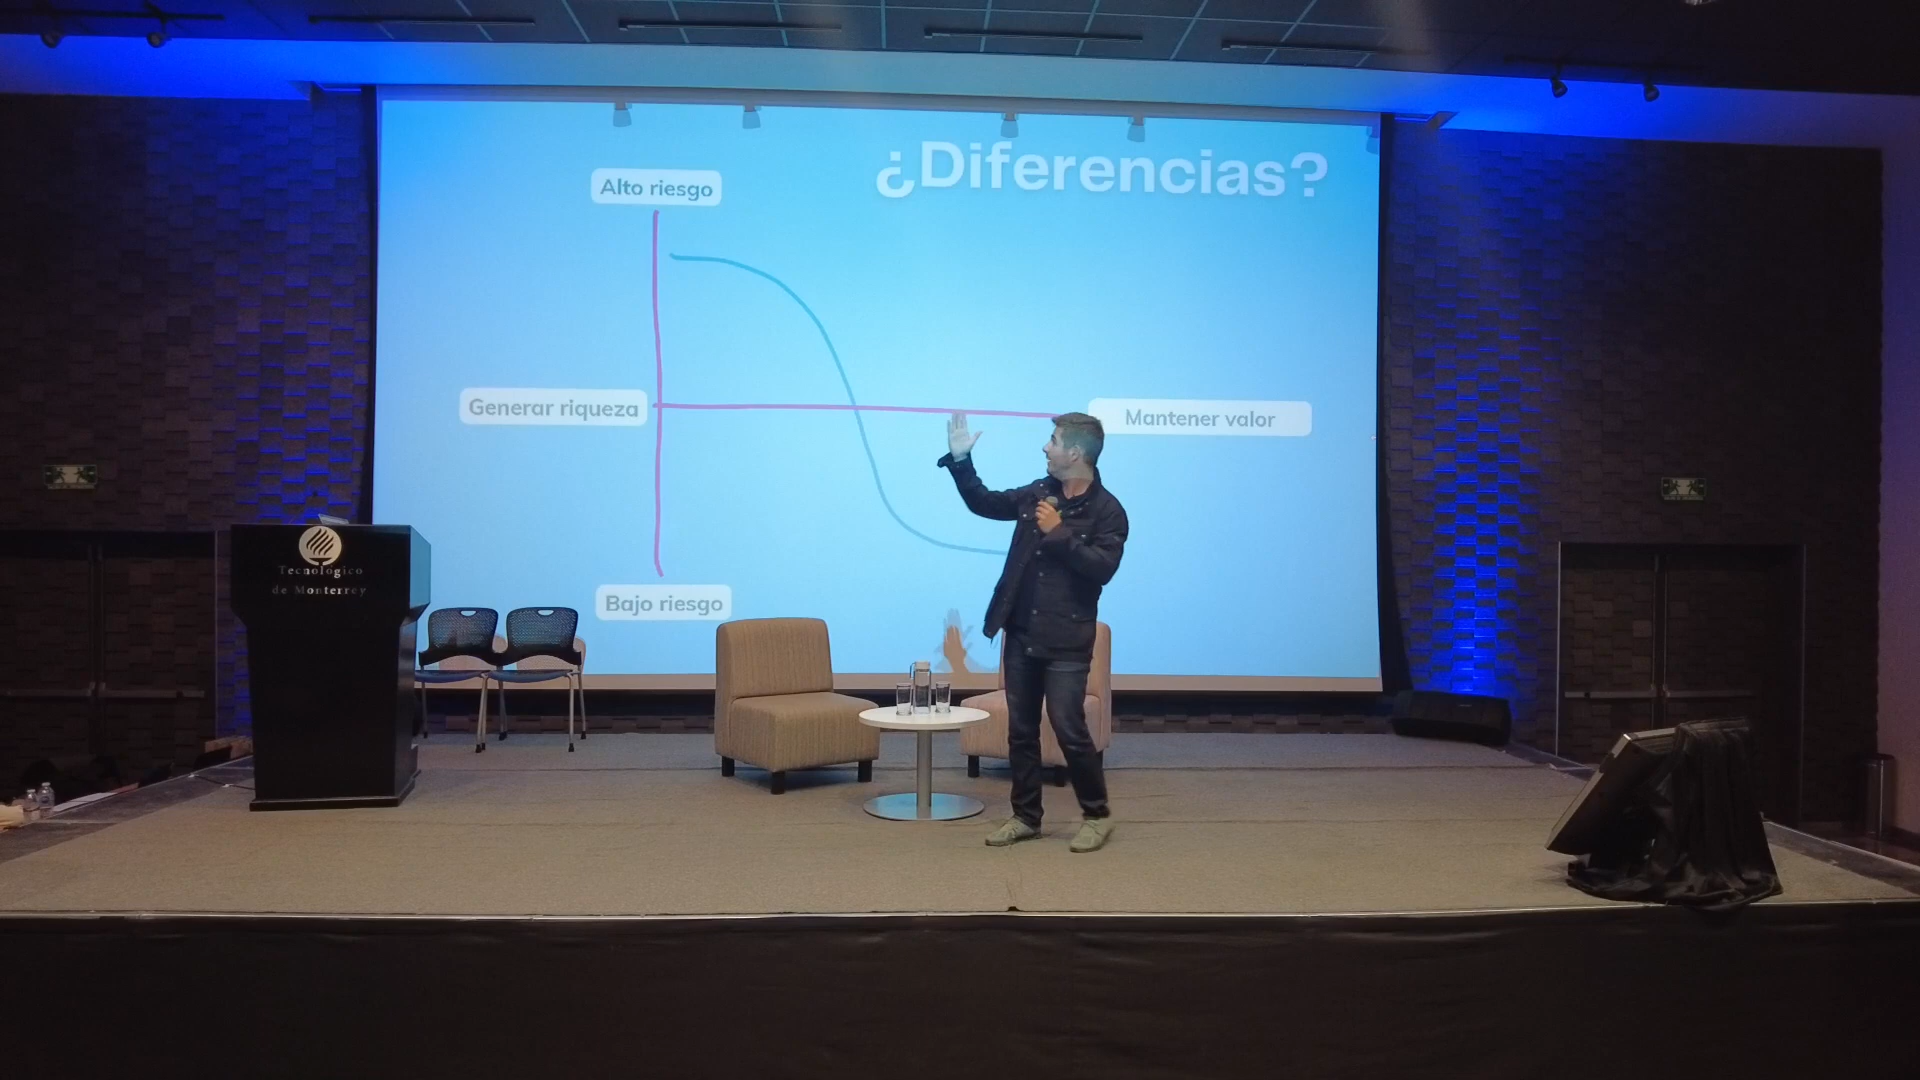 ¿Diferencias?
Alto riesgo
Generar riqueza
Mantener valor
Bajo riesgo
Tecnológico
de Monterrey